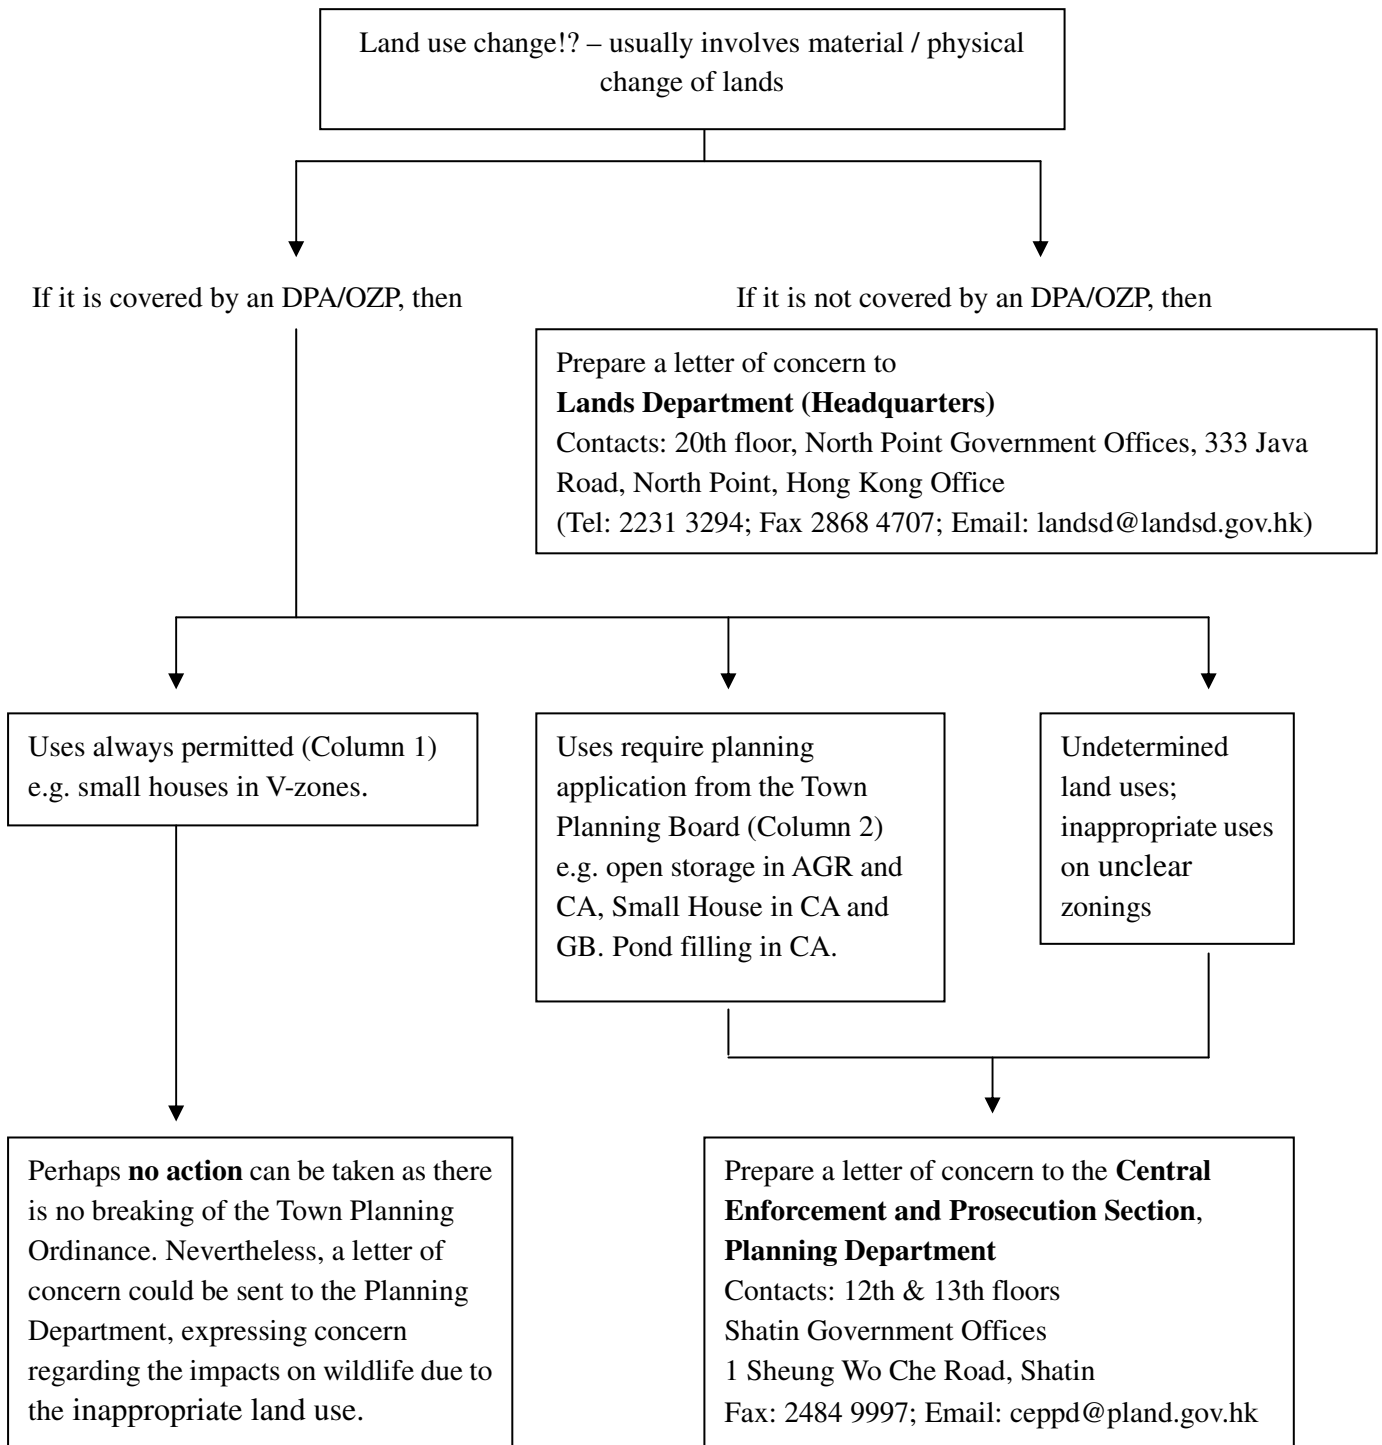 Land use change!? – usually involves material / physical
change of lands
If it is covered by an DPA/OZP, then
If it is not covered by an DPA/OZP, then
Prepare a letter of concern to
Lands Department (Headquarters)
Contacts: 20th floor, North Point Government Offices, 333 Java
Road, North Point, Hong Kong Office
(Tel: 2231 3294; Fax 2868 4707; Email: landsd@landsd.gov.hk)
Uses always permitted (Column 1)
e.g. small houses in V-zones.
Uses require planning
application from the Town
Planning Board (Column 2)
e.g. open storage in AGR and
CA, Small House in CA and
GB. Pond filling in CA.
Undetermined
land uses;
inappropriate uses
on unclear
zonings
Perhaps no action can be taken as there
is no breaking of the Town Planning
Ordinance. Nevertheless, a letter of
concern could be sent to the Planning
Department, expressing concern
regarding the impacts on wildlife due to
the inappropriate land use.
Prepare a letter of concern to the Central
Enforcement and Prosecution Section,
Planning Department
Contacts: 12th & 13th floors
Shatin Government Offices
1 Sheung Wo Che Road, Shatin
Fax: 2484 9997; Email: ceppd@pland.gov.hk